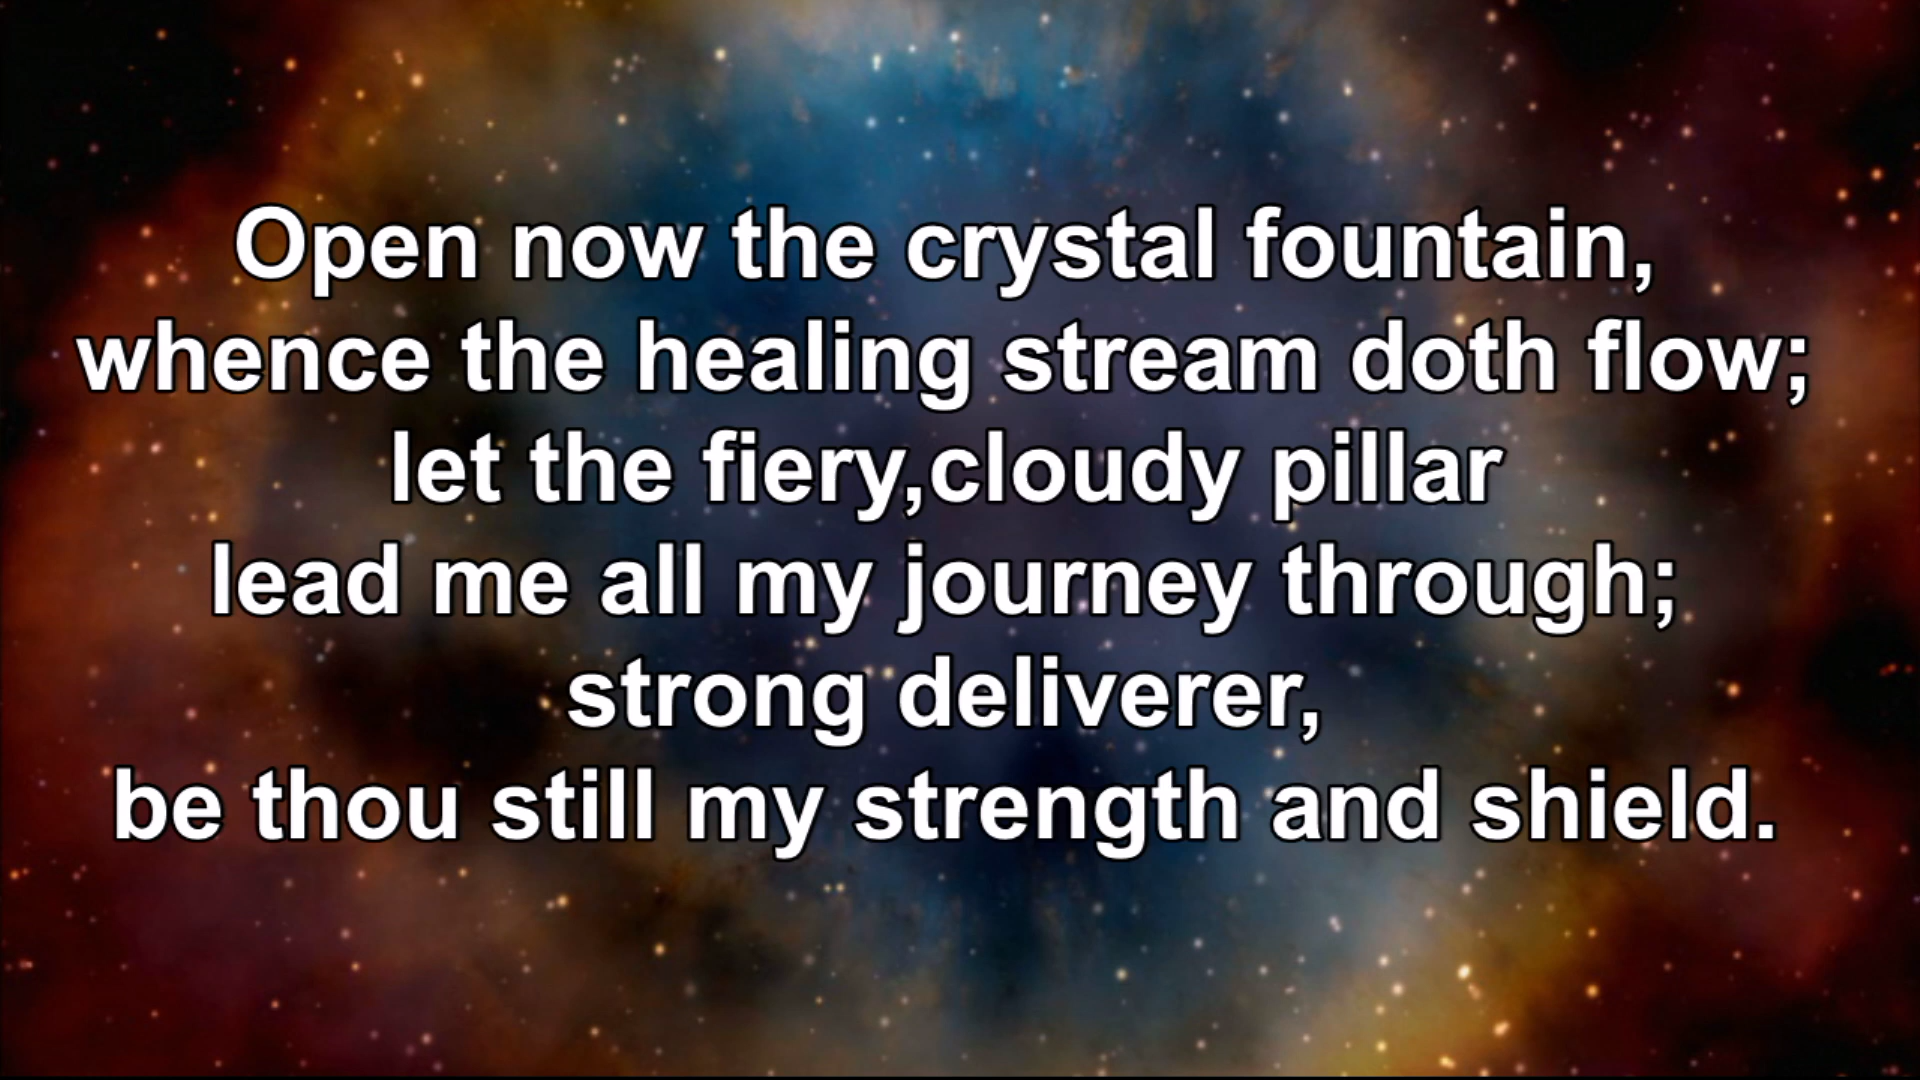 Open now the crystal fountain,
whence the healing stream doth flow;
let the fiery,cloudy pillar
lead me all my journey through;
strong deliverer,
be thou still my strength and shield.